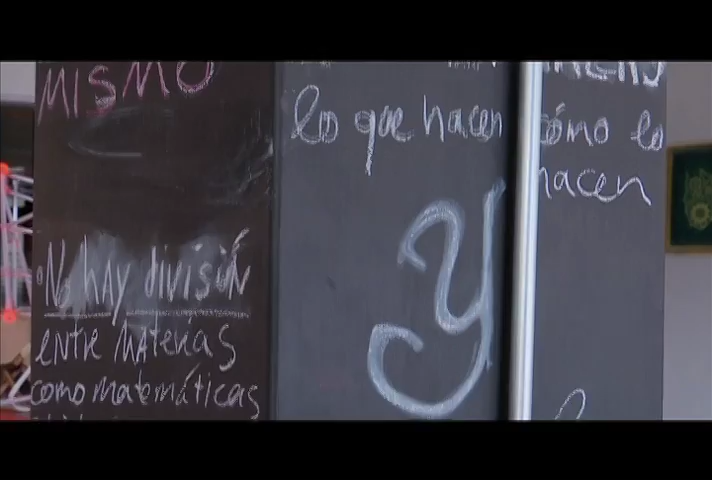 MISMO
No hay división
entre materias
como matemáticas
lo que hacen
y
cómo lo
hacen